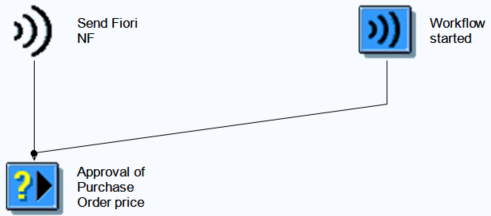 Send Fiori
NF
Workflow
started
Approval of
Purchase
Order price